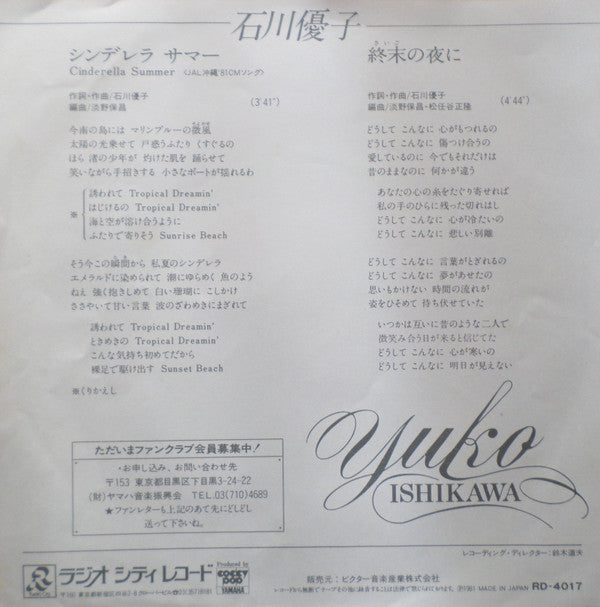 石川優子
シンデレラ サマー
Cinderella Summer 〈JAL沖縄'81CMソング〉
作詞・作曲/石川優子
編曲/淡野保昌
(3'41")
今南の島には マリンブルーの微風
太陽の光乗せて 戸惑うふたり くすぐるの
ほら 渚の少年が 灼けた肌を 踊らせて
笑いながら手招きする 小さなボートが揺れるわ
※
誘われて Tropical Dreamin'
はじけるの Tropical Dreamin'
海と空が溶け合うように
ふたりで寄りそう Sunrise Beach
そう今この瞬間から 私夏のシンデレラ
エメラルドに染められて 潮にゆらめく 魚のよう
ねえ 強く抱きしめて 白い珊瑚に こしかけ
ささやいて甘い言葉 波のざわめきにまぎれて
誘われて Tropical Dreamin'
ときめきの Tropical Dreamin'
こんな気持ち初めてだから
裸足で駆け出す Sunset Beach
※くりかえし
終末の夜に
作詞・作曲/石川優子
編曲/淡野保昌・松任谷正隆
(4'44")
どうして こんなに 心がもつれるの
どうして こんなに 傷つけ合うの
愛しているのに 今でもそれだけは
昔のままなのに 何かが違う
あなたの心の糸をたぐり寄せれば
私の手のひらに残った切れはし
どうして こんなに 心が冷たいの
どうして こんなに 悲しい別離
どうして こんなに 言葉がとぎれるの
どうして こんなに 夢があせたの
思いもかけない 時間の流れが
姿をひそめて 持ち伏せていた
いつかは互いに昔のような二人で
微笑み合う日が来ると信じてた
どうして こんなに 心が寒いの
どうして こんなに 明日が見えない
ただいまファンクラブ会員募集中!
・お申し込み、お問い合わせ先
〒153 東京都目黒区下目黒3-24-22
(財)ヤマハ音楽振興会 TEL.03(710)4689
★ファンレターも上記のあて先にどしどし
送って下さいね。
Yuko
ISHIKAWA
レコーディング・ディレクター:鈴木道夫
ラジオ シティ レコード
Produced by
COCKY POP
YAMAHA
販売元:ビクター音楽産業株式会社
Ⓟ1981 MADE IN JAPAN RD-4017